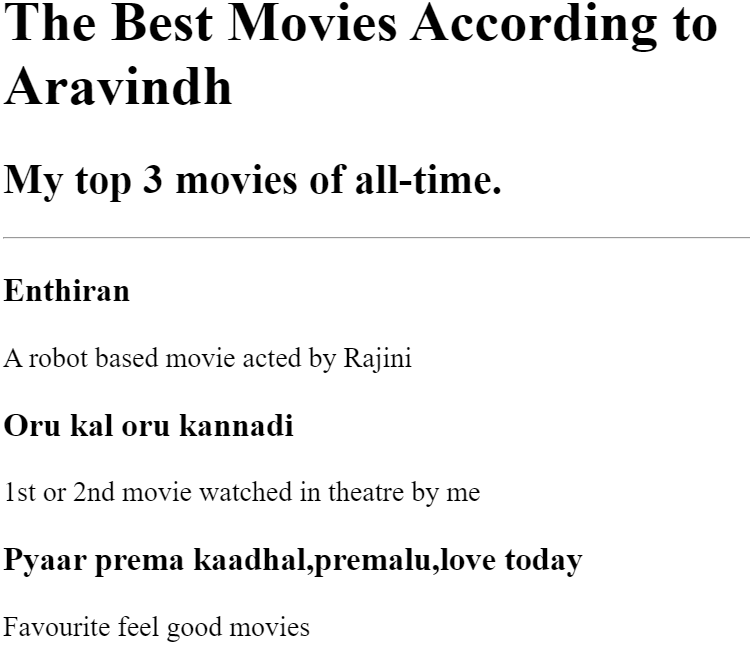 The Best Movies According to
Aravindh
My top 3 movies of all-time.
Enthiran
A robot based movie acted by Rajini
Oru kal oru kannadi
1st or 2nd movie watched in theatre by me
Pyaar prema kaadhal,premalu,love today
Favourite feel good movies